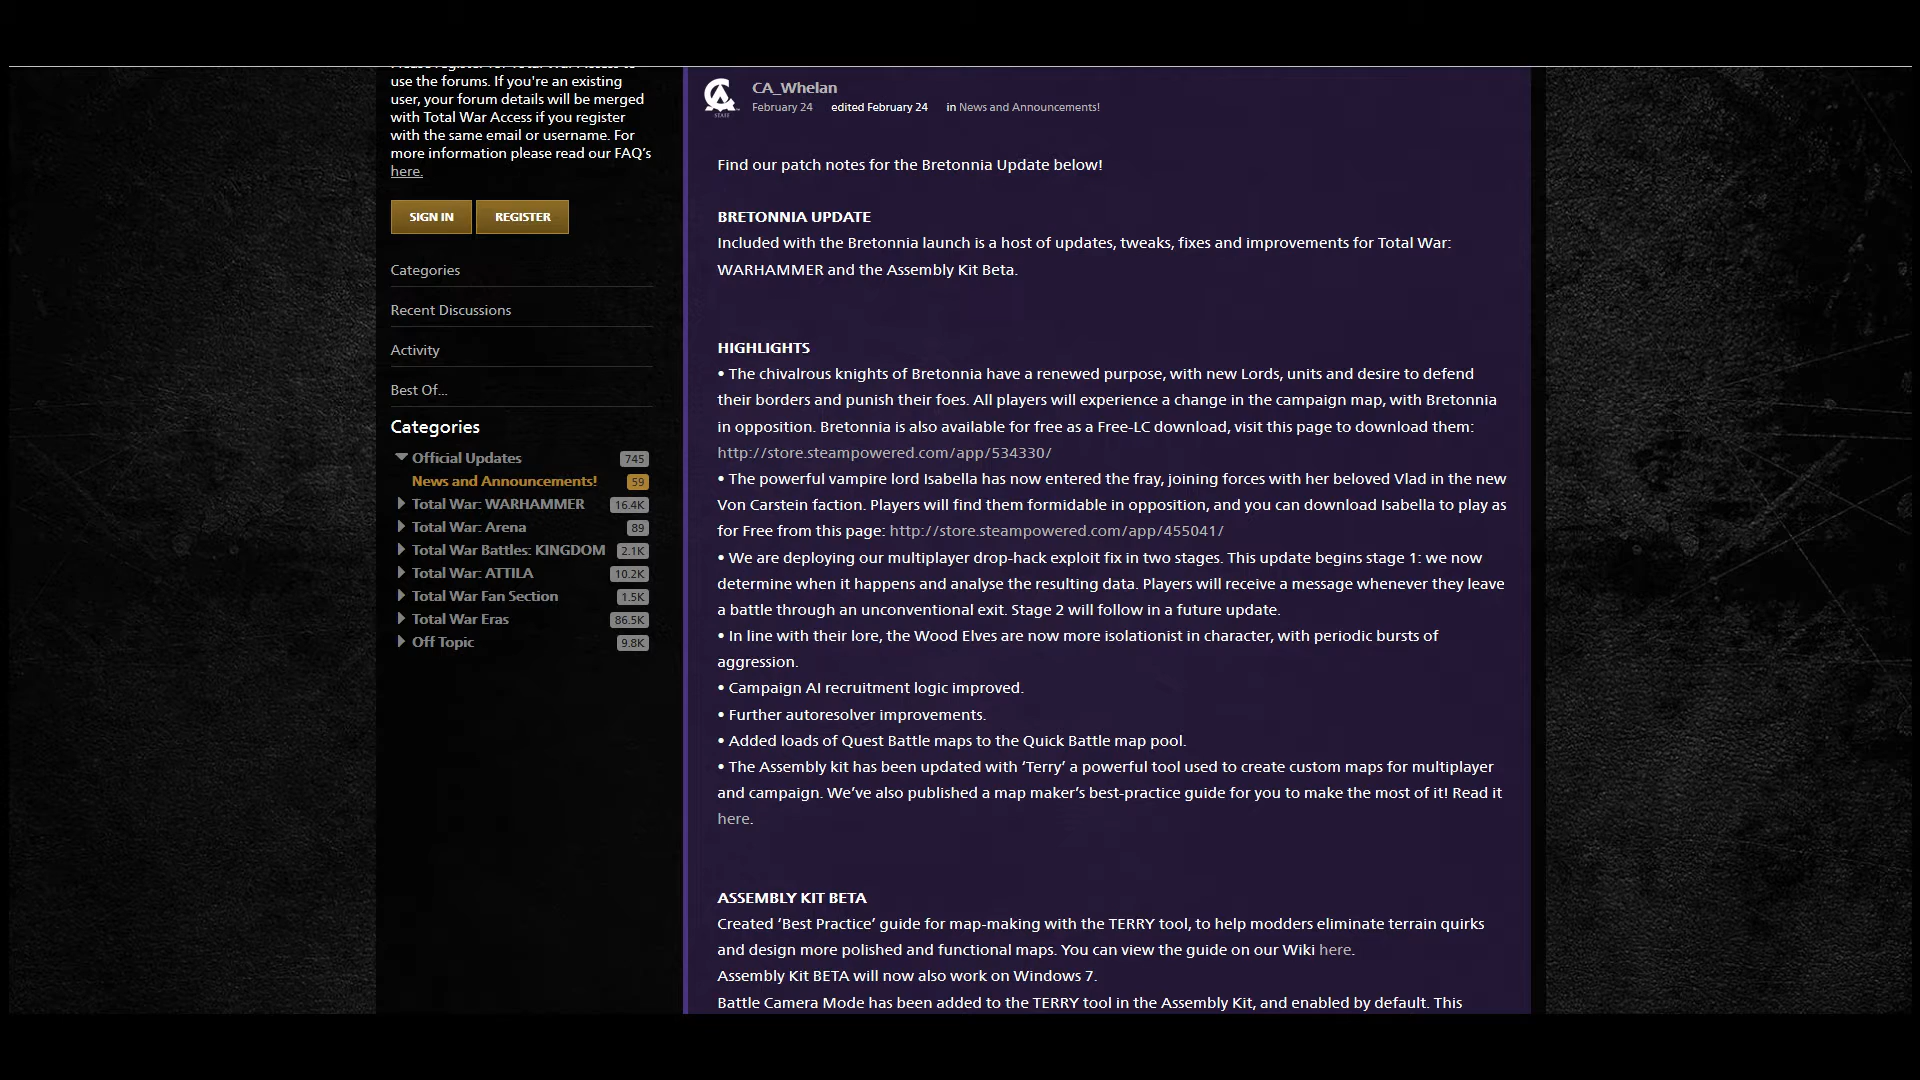 use the forums. If you're an existing
user, your forum details will be merged
with Total War Access if you register
with the same email or username. For
more information please read our FAQ’s
here.
SIGN IN
REGISTER
Categories
Recent Discussions
Activity
Best Of...
Categories
Official Updates 745
News and Announcements! 59
Total War: WARHAMMER 16.4K
Total War: Arena 89
Total War Battles: KINGDOM 2.1K
Total War: ATTILA 10.2K
Total War Fan Section 1.5K
Total War Eras 86.5K
Off Topic 9.8K
CA_Whelan
February 24 edited February 24 in News and Announcements!
Find our patch notes for the Bretonnia Update below!
BRETONNIA UPDATE
Included with the Bretonnia launch is a host of updates, tweaks, fixes and improvements for Total War:
WARHAMMER and the Assembly Kit Beta.
HIGHLIGHTS
• The chivalrous knights of Bretonnia have a renewed purpose, with new Lords, units and desire to defend
their borders and punish their foes. All players will experience a change in the campaign map, with Bretonnia
in opposition. Bretonnia is also available for free as a Free-LC download, visit this page to download them:
http://store.steampowered.com/app/534330/
• The powerful vampire lord Isabella has now entered the fray, joining forces with her beloved Vlad in the new
Von Carstein faction. Players will find them formidable in opposition, and you can download Isabella to play as
for Free from this page: http://store.steampowered.com/app/455041/
• We are deploying our multiplayer drop-hack exploit fix in two stages. This update begins stage 1: we now
determine when it happens and analyse the resulting data. Players will receive a message whenever they leave
a battle through an unconventional exit. Stage 2 will follow in a future update.
• In line with their lore, the Wood Elves are now more isolationist in character, with periodic bursts of
aggression.
• Campaign AI recruitment logic improved.
• Further autoresolver improvements.
• Added loads of Quest Battle maps to the Quick Battle map pool.
• The Assembly kit has been updated with ‘Terry’ a powerful tool used to create custom maps for multiplayer
and campaign. We’ve also published a map maker’s best-practice guide for you to make the most of it! Read it
here.
ASSEMBLY KIT BETA
Created ‘Best Practice’ guide for map-making with the TERRY tool, to help modders eliminate terrain quirks
and design more polished and functional maps. You can view the guide on our Wiki here.
Assembly Kit BETA will now also work on Windows 7.
Battle Camera Mode has been added to the TERRY tool in the Assembly Kit, and enabled by default. This